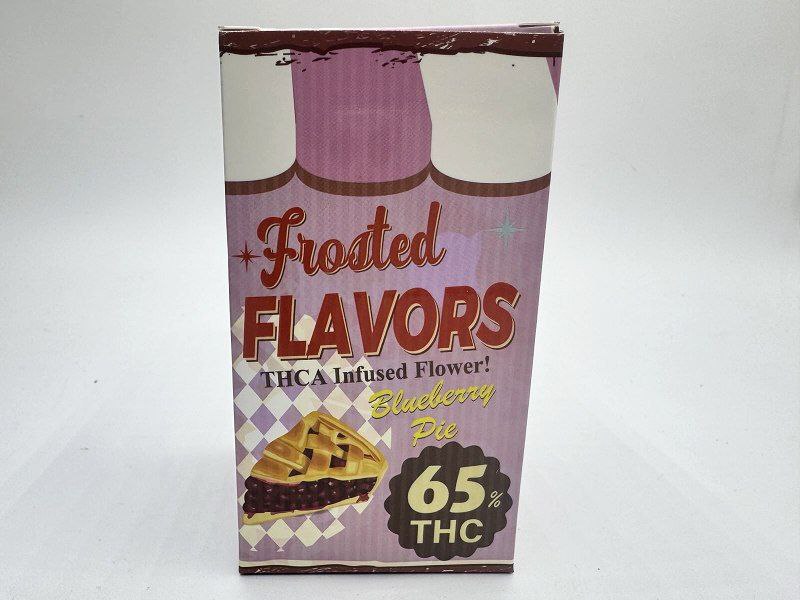 Frosted
FLAVORS
THCA Infused Flower!
Blueberry
Pie
65%
THC